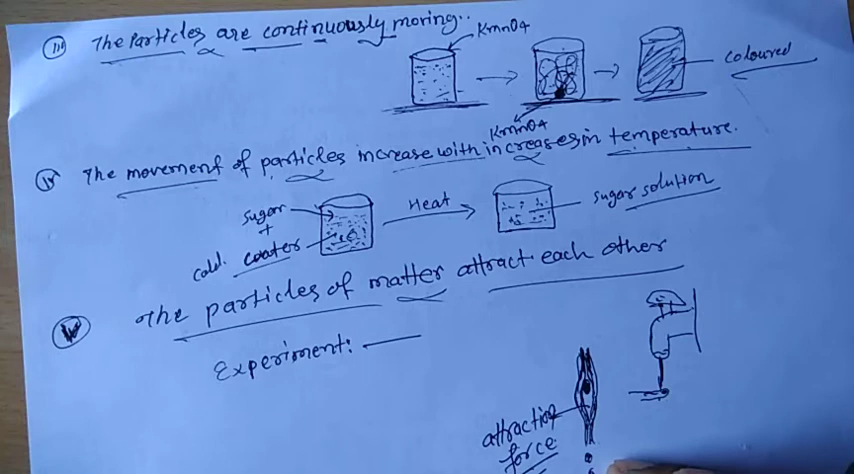 (iii) The Particles are continuously moving..
KmnO4
coloured
KmnO4
(iv) The movement of particles increase with increases in temperature.
sugar
+
cold water
Heat
sugar solution
(v) The particles of matter attract each other
Experiment: —
attraction
force